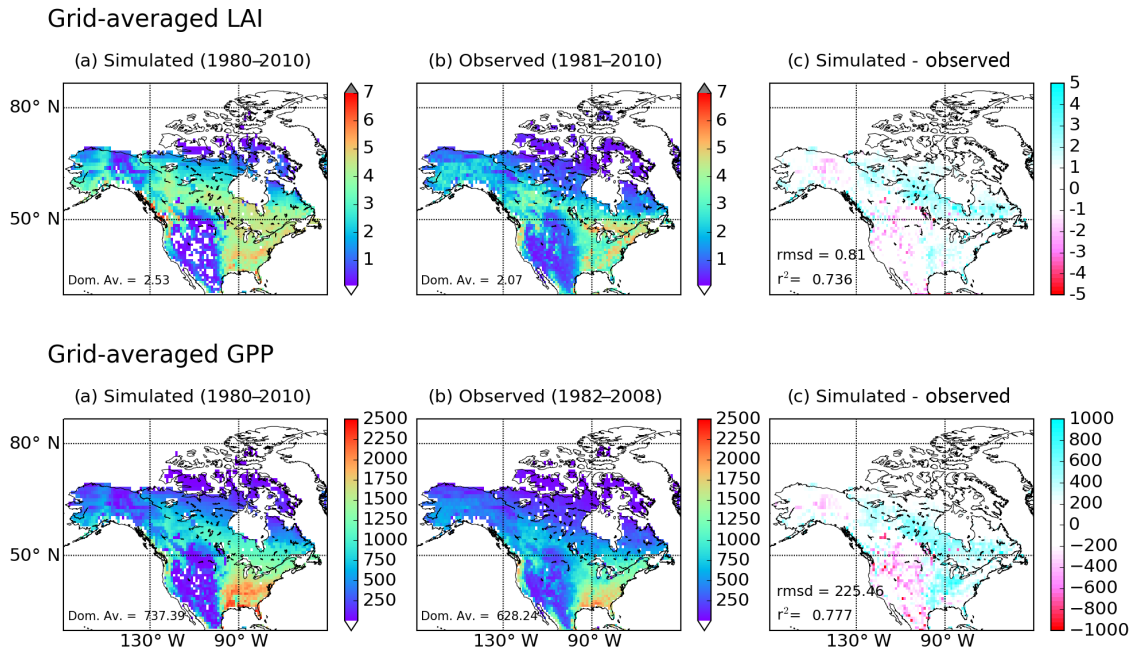 Grid-averaged LAI
(a) Simulated (1980–2010)
(b) Observed (1981–2010)
(c) Simulated - observed
80° N
50° N
Dom. Av. = 2.53
7
6
5
4
3
2
1
Dom. Av. = 2.07
7
6
5
4
3
2
1
rmsd = 0.81
r²= 0.736
5
4
3
2
1
0
-1
-2
-3
-4
-5
Grid-averaged GPP
(a) Simulated (1980–2010)
(b) Observed (1982–2008)
(c) Simulated - observed
80° N
50° N
Dom. Av. = 737.39
130° W
90° W
2500
2250
2000
1750
1500
1250
1000
750
500
250
Dom. Av. = 628.24
130° W
90° W
2500
2250
2000
1750
1500
1250
1000
750
500
250
rmsd = 225.46
r²= 0.777
130° W
90° W
1000
800
600
400
200
0
−200
−400
−600
−800
−1000